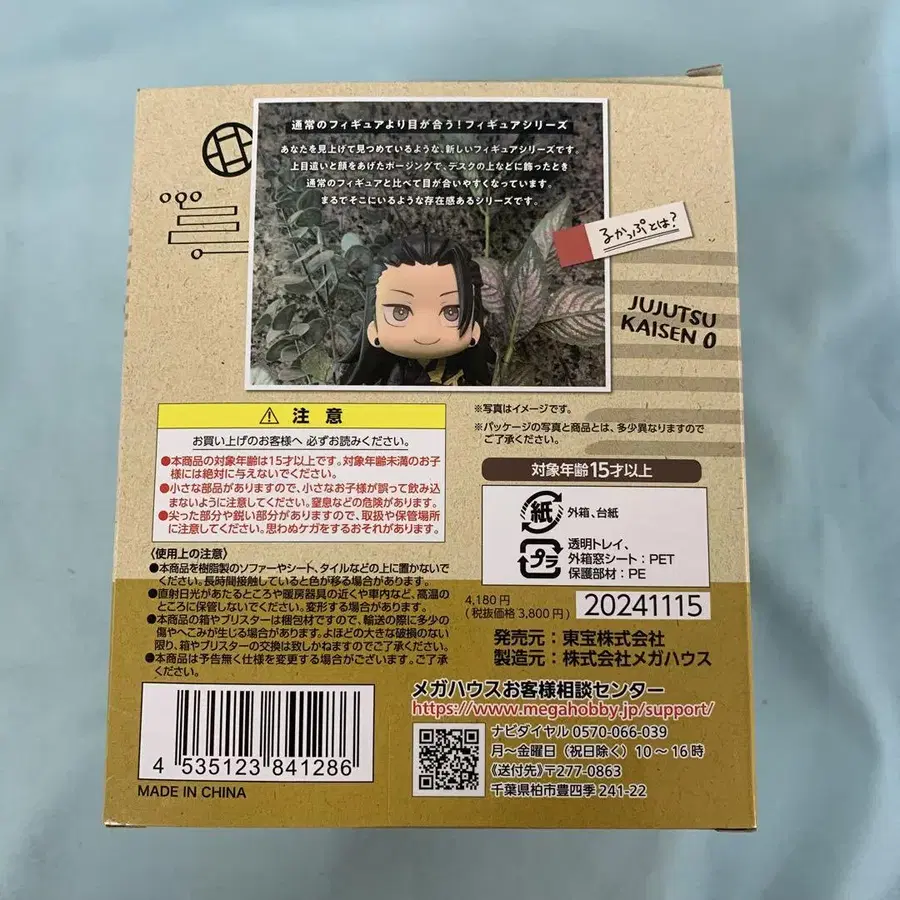 通常のフィギュアより目が合う！フィギュアシリーズ
あなたを見上げて見つめているような、新しいフィギュアシリーズです。
上目遣いと顔をあげたポージングで、デスクの上などに飾ったとき
通常のフィギュアと比べて目が合いやすくなっています。
まるでそこにいるような存在感あるシリーズです。
るかっぷとは？
JUJUTSU
KAISEN 0
⚠ 注意
お買い上げのお客様へ 必ずお読みください。
●本商品の対象年齢は15才以上です。対象年齢未満のお子
様には絶対に与えないでください。
●小さな部品がありますので、小さなお子様が誤って飲み込
まないように注意してください。窒息などの危険があります。
●尖った部分や鋭い部分がありますので、取扱や保管場所
に注意してください。思わぬケガをするおそれがあります。
〈使用上の注意〉
●本商品を樹脂製のソファーやシート、タイルなどの上に置かないで
ください。長時間接触していると色が移る場合があります。
●直射日光があたるところや暖房器具の近くや車内など、高温の
ところに保管しないでください。変形する場合があります。
●本商品の箱やブリスターは梱包材ですので、輸送の際に多少の
傷やへこみが生じる場合があります。よほどの大きな破損のない
限り、箱やブリスターの交換は致しかねますのでご了承ください。
●本商品は予告無く仕様を変更する場合がございます。ご了承
ください。
※写真はイメージです。
※パッケージの写真と商品とは、多少異なりますので
ご了承ください。
対象年齢15才以上
紙 外箱、台紙
プラ 透明トレイ、
外箱窓シート：PET
保護部材：PE
4,180円
(税抜価格 3,800円)
20241115
発売元：東宝株式会社
製造元：株式会社メガハウス
メガハウスお客様相談センター
https://www.megahobby.jp/support/
ナビダイヤル 0570-066-039
月～金曜日（祝日除く）10～16時
《送付先》〒277-0863
千葉県柏市豊四季 241-22
4 535123 841286
MADE IN CHINA